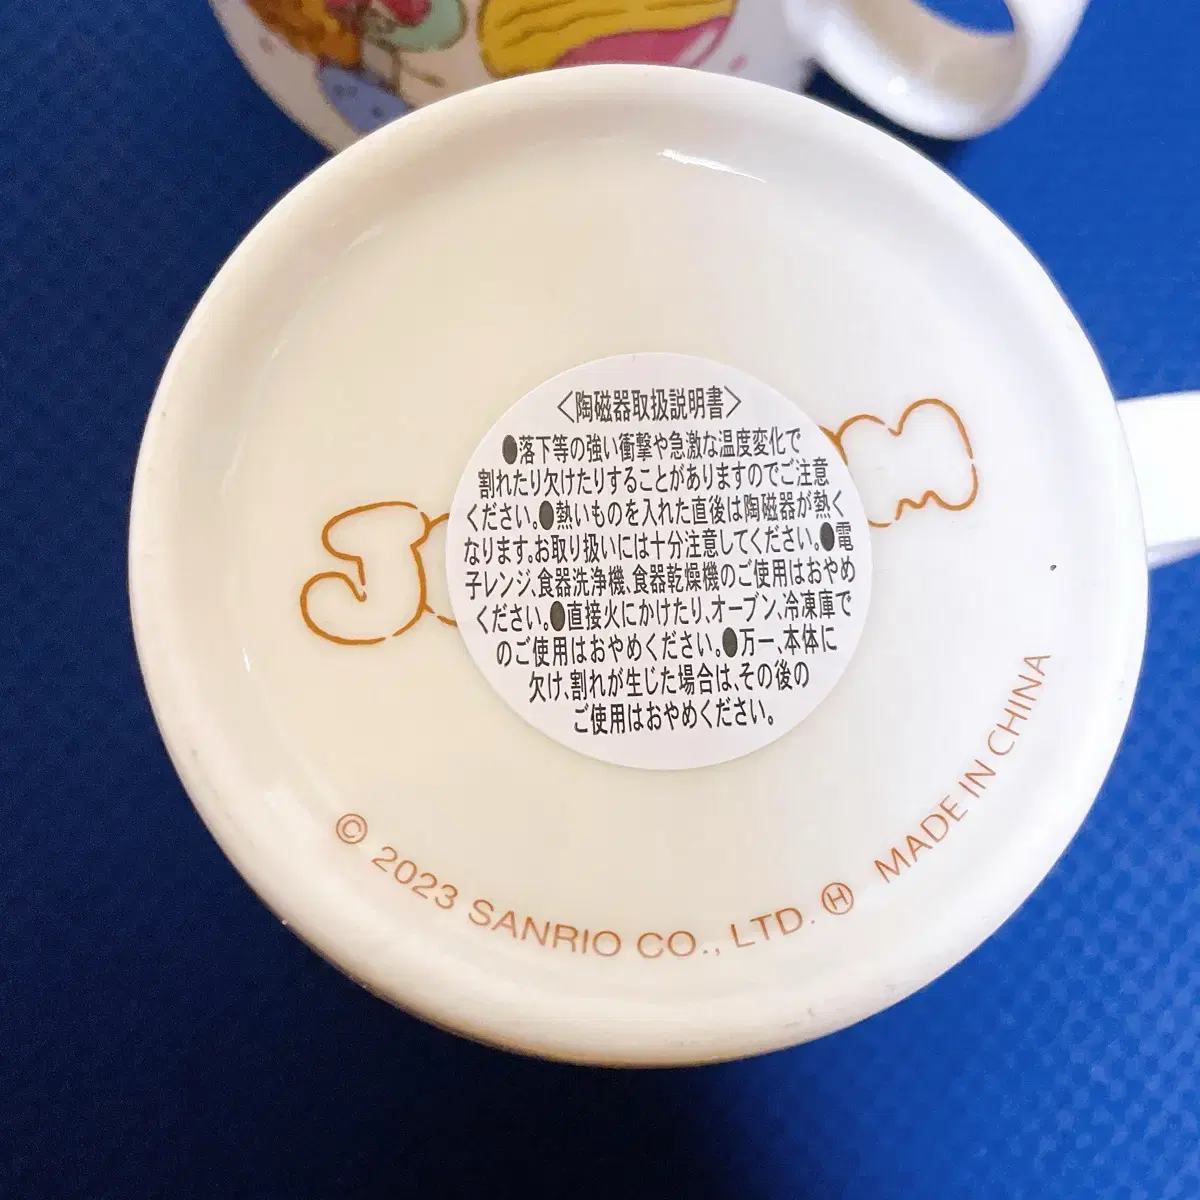 <陶磁器取扱説明書>
●落下等の強い衝撃や急激な温度変化で
割れたり欠けたりすることがありますのでご注意
ください。●熱いものを入れた直後は陶磁器が熱く
なります。お取り扱いには十分注意してください。●電
子レンジ、食器洗浄機、食器乾燥機のご使用はおやめ
ください。●直接火にかけたり、オーブン、冷凍庫で
のご使用はおやめください。●万一、本体に
欠け、割れが生じた場合は、その後の
ご使用はおやめください。
© 2023 SANRIO CO., LTD. Ⓗ MADE IN CHINA